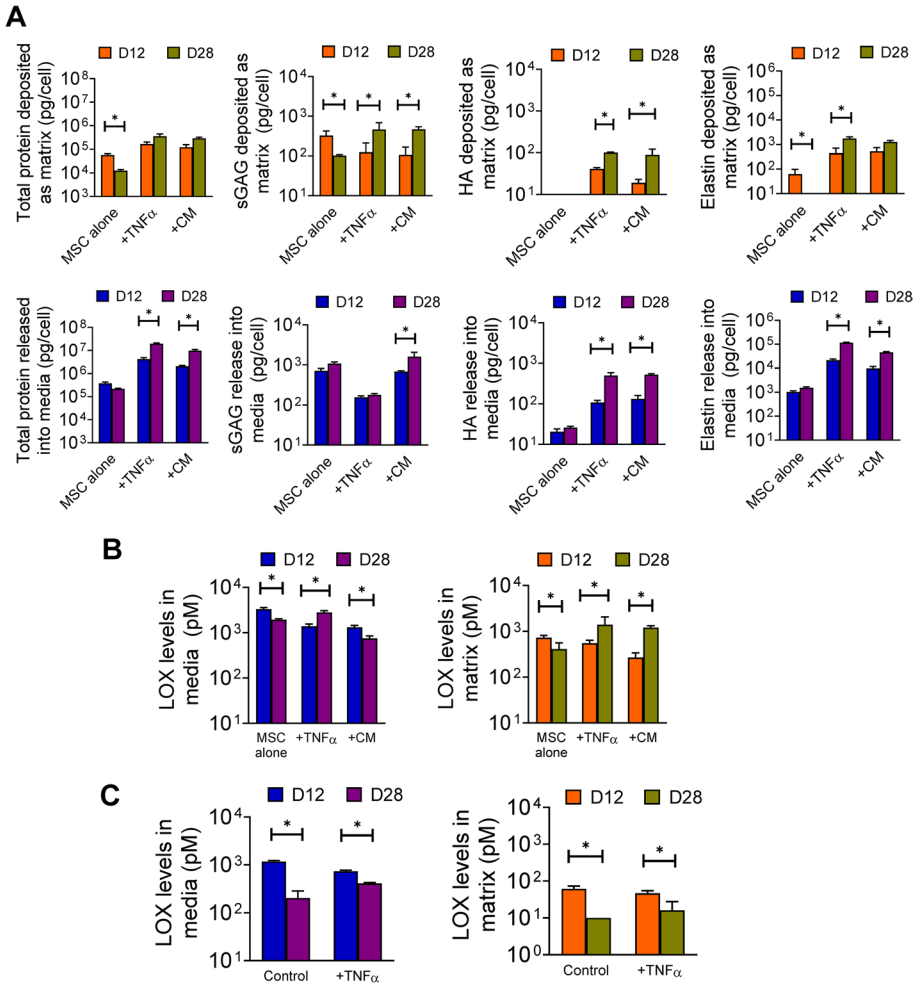 A
Total protein deposited
as matrix (pg/cell)
D12 D28
10^8
10^7
10^6
10^5
10^4
10^3
*
MSC alone
+TNFα
+CM
sGAG deposited as
matrix (pg/cell)
D12 D28
10^4
10^3
10^2
10^1
* * *
MSC alone
+TNFα
+CM
HA deposited as
matrix (pg/cell)
D12 D28
10^4
10^3
10^2
10^1
* *
MSC alone
+TNFα
+CM
Elastin deposited as
matrix (pg/cell)
D12 D28
10^6
10^5
10^4
10^3
10^2
10^1
* *
MSC alone
+TNFα
+CM
Total protein released
into media (pg/cell)
D12 D28
10^8
10^7
10^6
10^5
10^4
10^3
* *
MSC alone
+TNFα
+CM
sGAG release into
media (pg/cell)
D12 D28
10^4
10^3
10^2
10^1
*
MSC alone
+TNFα
+CM
HA release into
media (pg/cell)
D12 D28
10^4
10^3
10^2
10^1
* *
MSC alone
+TNFα
+CM
Elastin release into
media (pg/cell)
D12 D28
10^6
10^5
10^4
10^3
10^2
10^1
* *
MSC alone
+TNFα
+CM
B
LOX levels in
media (pM)
D12 D28
10^4
10^3
10^2
10^1
* * *
MSC +TNFα +CM
alone
LOX levels in
matrix (pM)
D12 D28
10^4
10^3
10^2
10^1
* * *
MSC +TNFα +CM
alone
C
LOX levels in
media (pM)
D12 D28
10^4
10^3
10^2
10^1
* *
Control +TNFα
LOX levels in
matrix (pM)
D12 D28
10^4
10^3
10^2
10^1
10^0
* *
Control +TNFα